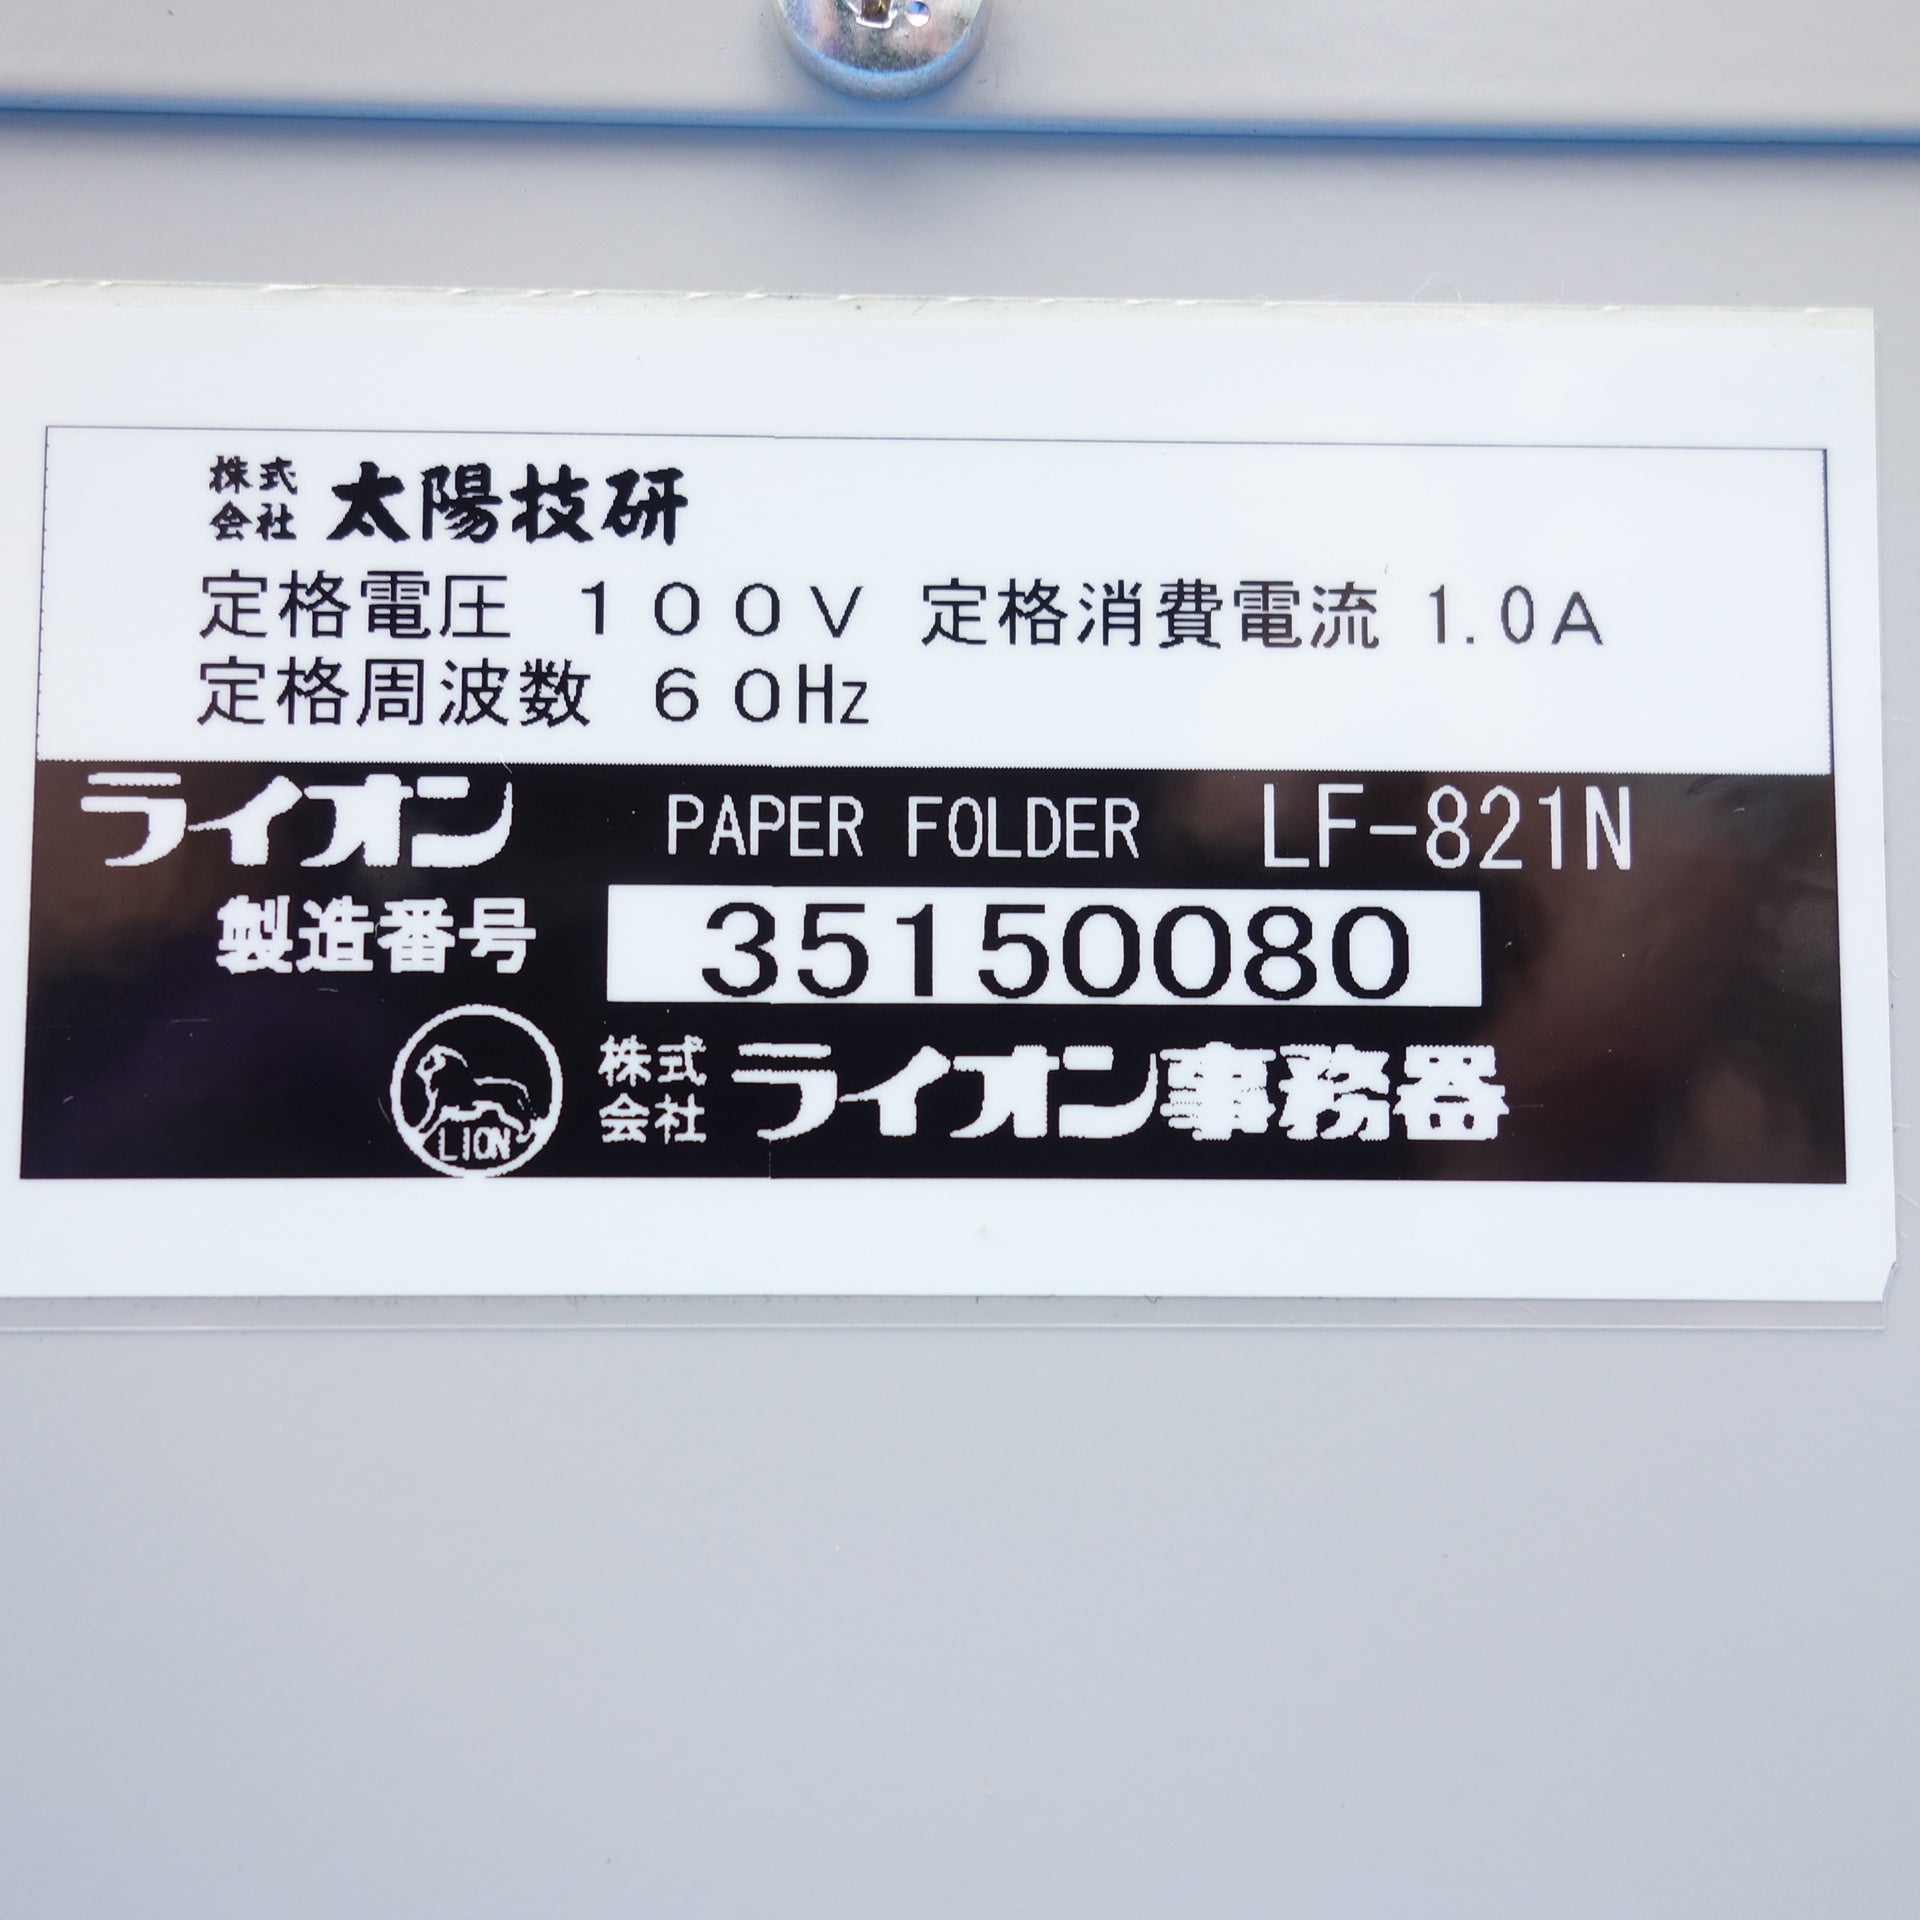 株式会社 太陽技研
定格電圧 １００Ｖ 定格消費電流 1.0A
定格周波数 ６０Hz
ライオン PAPER FOLDER LF-821N
製造番号 35150080
LION 株式会社 ライオン事務器